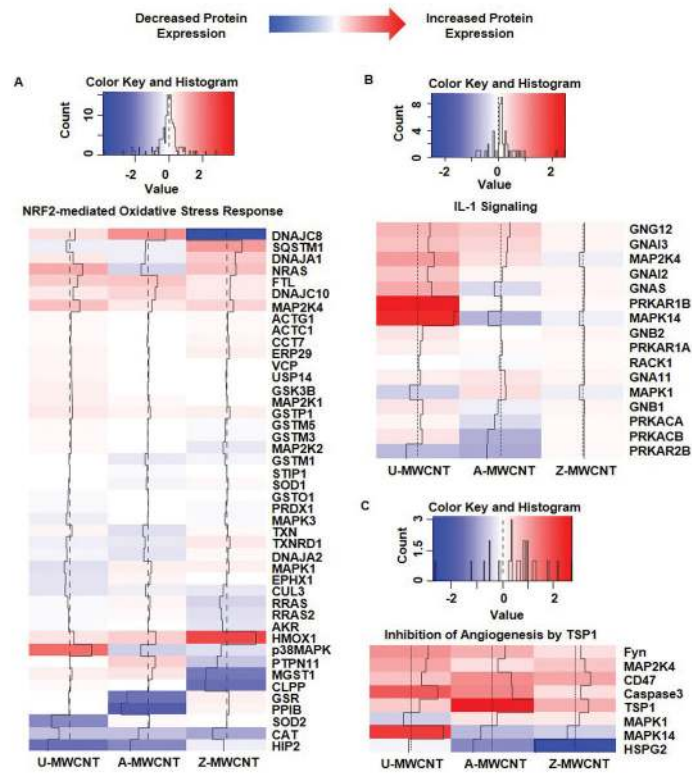 Decreased Protein Expression
Increased Protein Expression
A
Color Key and Histogram
Count
0
10
-2
0
2
Value
NRF2-mediated Oxidative Stress Response
DNAJC8
SQSTM1
DNAJA1
NRAS
FTL
DNAJC10
MAP2K4
ACTG1
ACTC1
CCT7
ERP29
VCP
USP14
GSK3B
MAP2K1
GSTP1
GSTM5
GSTM3
MAP2K2
GSTM1
STIP1
SOD1
GSTO1
PRDX1
MAPK3
TXN
TXNRD1
DNAJA2
MAPK1
EPHX1
CUL3
RRAS
RRAS2
AKR
HMOX1
p38MAPK
PTPN11
MGST1
CLPP
GSR
PPIB
SOD2
CAT
HIP2
U-MWCNT A-MWCNT Z-MWCNT
B
Color Key and Histogram
Count
0
4
8
-2
0
2
Value
IL-1 Signaling
GNG12
GNAI3
MAP2K4
GNAI2
GNAS
PRKAR1B
MAPK14
GNB2
PRKAR1A
RACK1
GNA11
MAPK1
GNB1
PRKACA
PRKACB
PRKAR2B
U-MWCNT A-MWCNT Z-MWCNT
C
Color Key and Histogram
Count
0
1.5
3
-2
0
2
Value
Inhibition of Angiogenesis by TSP1
Fyn
MAP2K4
CD47
Caspase3
TSP1
MAPK1
MAPK14
HSPG2
U-MWCNT A-MWCNT Z-MWCNT